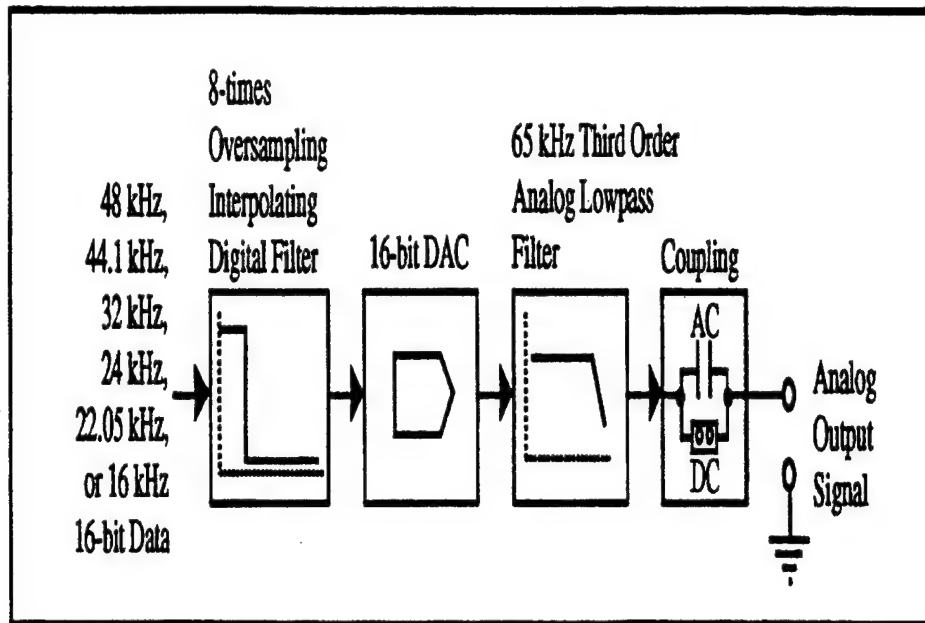 48 kHz,
44.1 kHz,
32 kHz,
24 kHz,
22.05 kHz,
or 16 kHz
16-bit Data
8-times
Oversampling
Interpolating
Digital Filter
16-bit DAC
65 kHz Third Order
Analog Lowpass
Filter
Coupling
AC
DC
Analog
Output
Signal